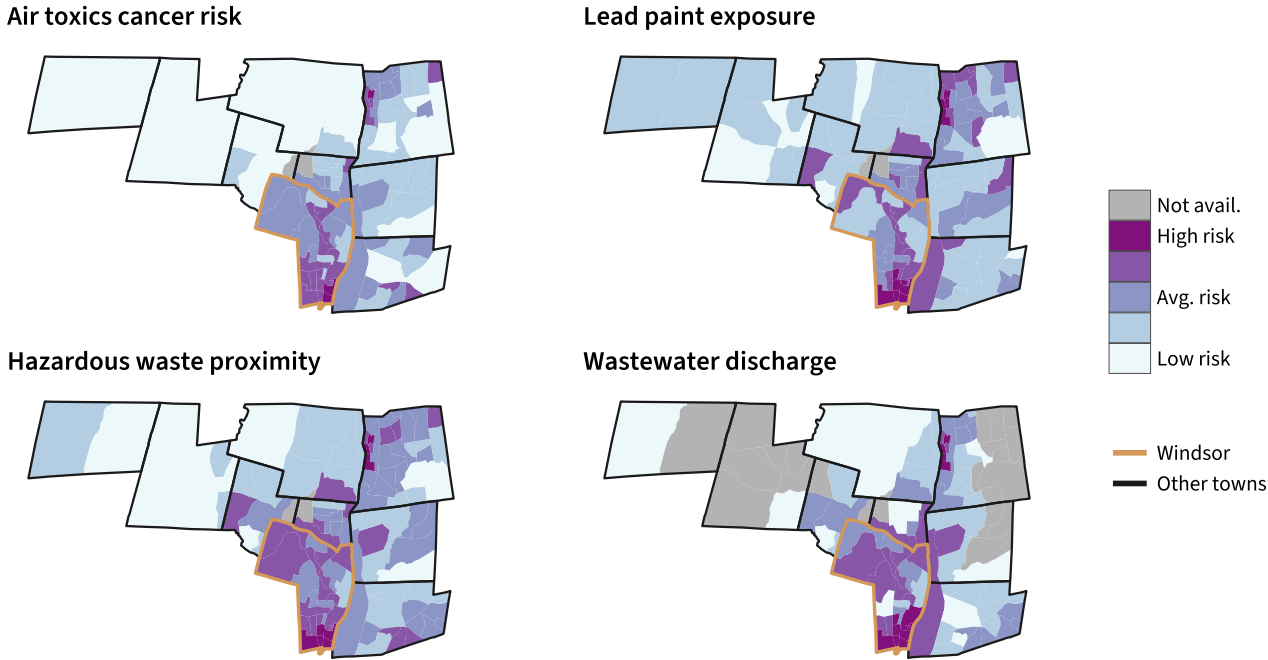 Air toxics cancer risk
Lead paint exposure
Hazardous waste proximity
Wastewater discharge
Not avail.
High risk
Avg. risk
Low risk
Windsor
Other towns